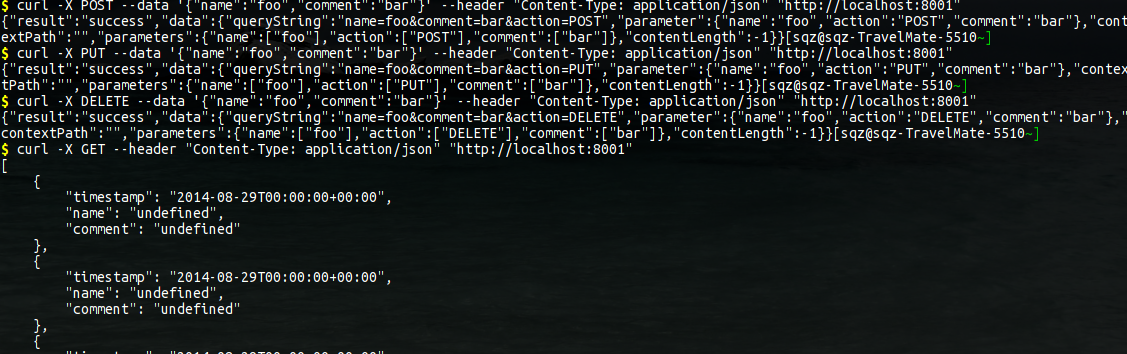 $ curl -X POST --data '{"name":"foo","comment":"bar"}' --header "Content-Type: application/json" "http://localhost:8001"
{"result":"success","data":{"queryString":"name=foo&comment=bar&action=POST","parameter":{"name":"foo","action":"POST","comment":"bar"},"cont
extPath":"","parameters":{"name":["foo"],"action":["POST"],"comment":["bar"]},"contentLength":-1}}[sqz@sqz-TravelMate-5510~]
$ curl -X PUT --data '{"name":"foo","comment":"bar"}' --header "Content-Type: application/json" "http://localhost:8001"
{"result":"success","data":{"queryString":"name=foo&comment=bar&action=PUT","parameter":{"name":"foo","action":"PUT","comment":"bar"},"contex
tPath":"","parameters":{"name":["foo"],"action":["PUT"],"comment":["bar"]},"contentLength":-1}}[sqz@sqz-TravelMate-5510~]
$ curl -X DELETE --data '{"name":"foo","comment":"bar"}' --header "Content-Type: application/json" "http://localhost:8001"
{"result":"success","data":{"queryString":"name=foo&comment=bar&action=DELETE","parameter":{"name":"foo","action":"DELETE","comment":"bar"},"
contextPath":"","parameters":{"name":["foo"],"action":["DELETE"],"comment":["bar"]},"contentLength":-1}}[sqz@sqz-TravelMate-5510~]
$ curl -X GET --header "Content-Type: application/json" "http://localhost:8001"
[
    {
        "timestamp": "2014-08-29T00:00:00+00:00",
        "name": "undefined",
        "comment": "undefined"
    },
    {
        "timestamp": "2014-08-29T00:00:00+00:00",
        "name": "undefined",
        "comment": "undefined"
    },
    {